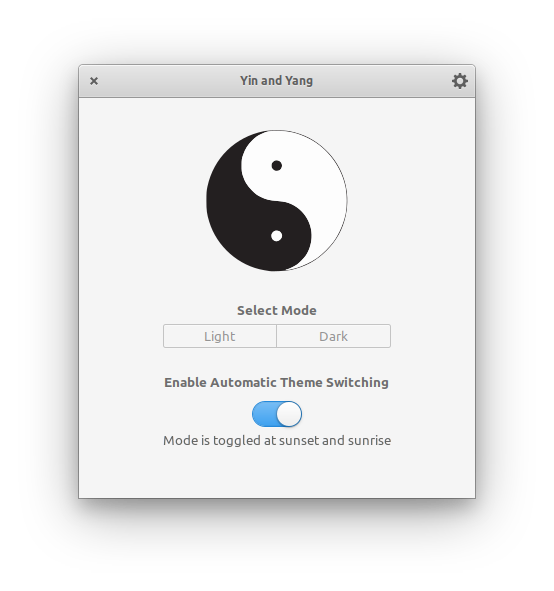 Yin and Yang
Select Mode
Light Dark
Enable Automatic Theme Switching
Mode is toggled at sunset and sunrise